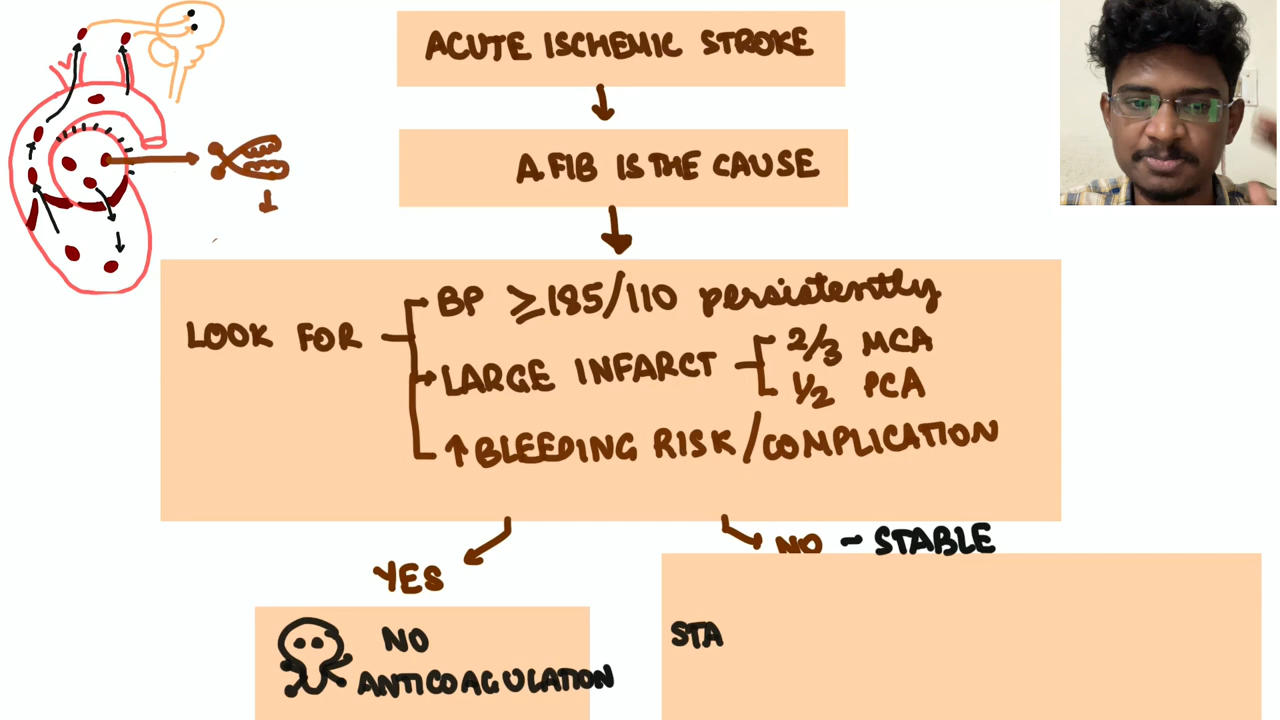 ACUTE ISCHEMIC STROKE
A.FIB IS THE CAUSE
LOOK FOR
BP ≥185/110 persistently
LARGE INFARCT
2/3 MCA
1/2 PCA
↑ BLEEDING RISK/COMPLICATION
YES
NO - STABLE
NO
ANTICOAGULATION
STA